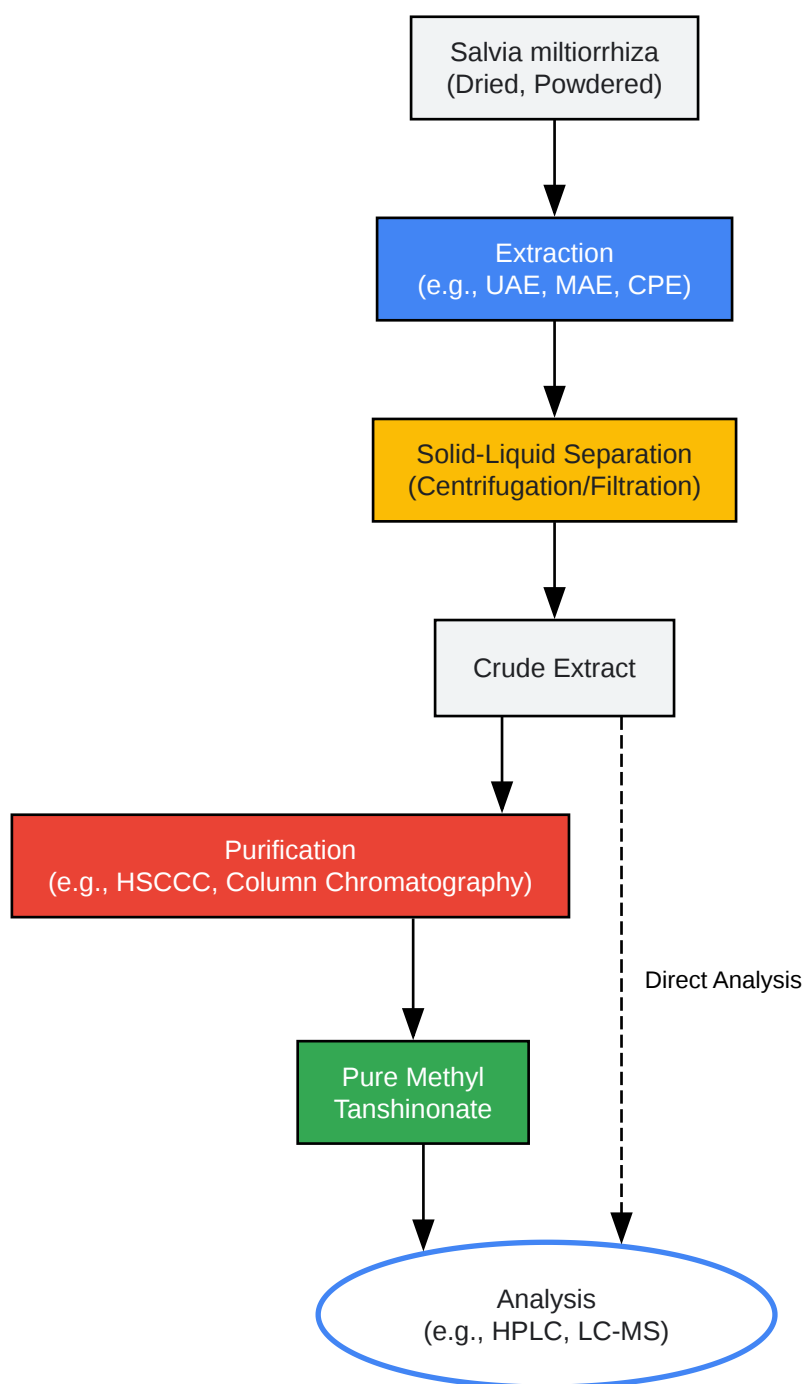 Salvia miltiorrhiza
(Dried, Powdered)
Extraction
(e.g., UAE, MAE, CPE)
Solid-Liquid Separation
(Centrifugation/Filtration)
Crude Extract
Purification
(e.g., HSCCC, Column Chromatography)
Direct Analysis
Pure Methyl
Tanshinonate
Analysis
(e.g., HPLC, LC-MS)